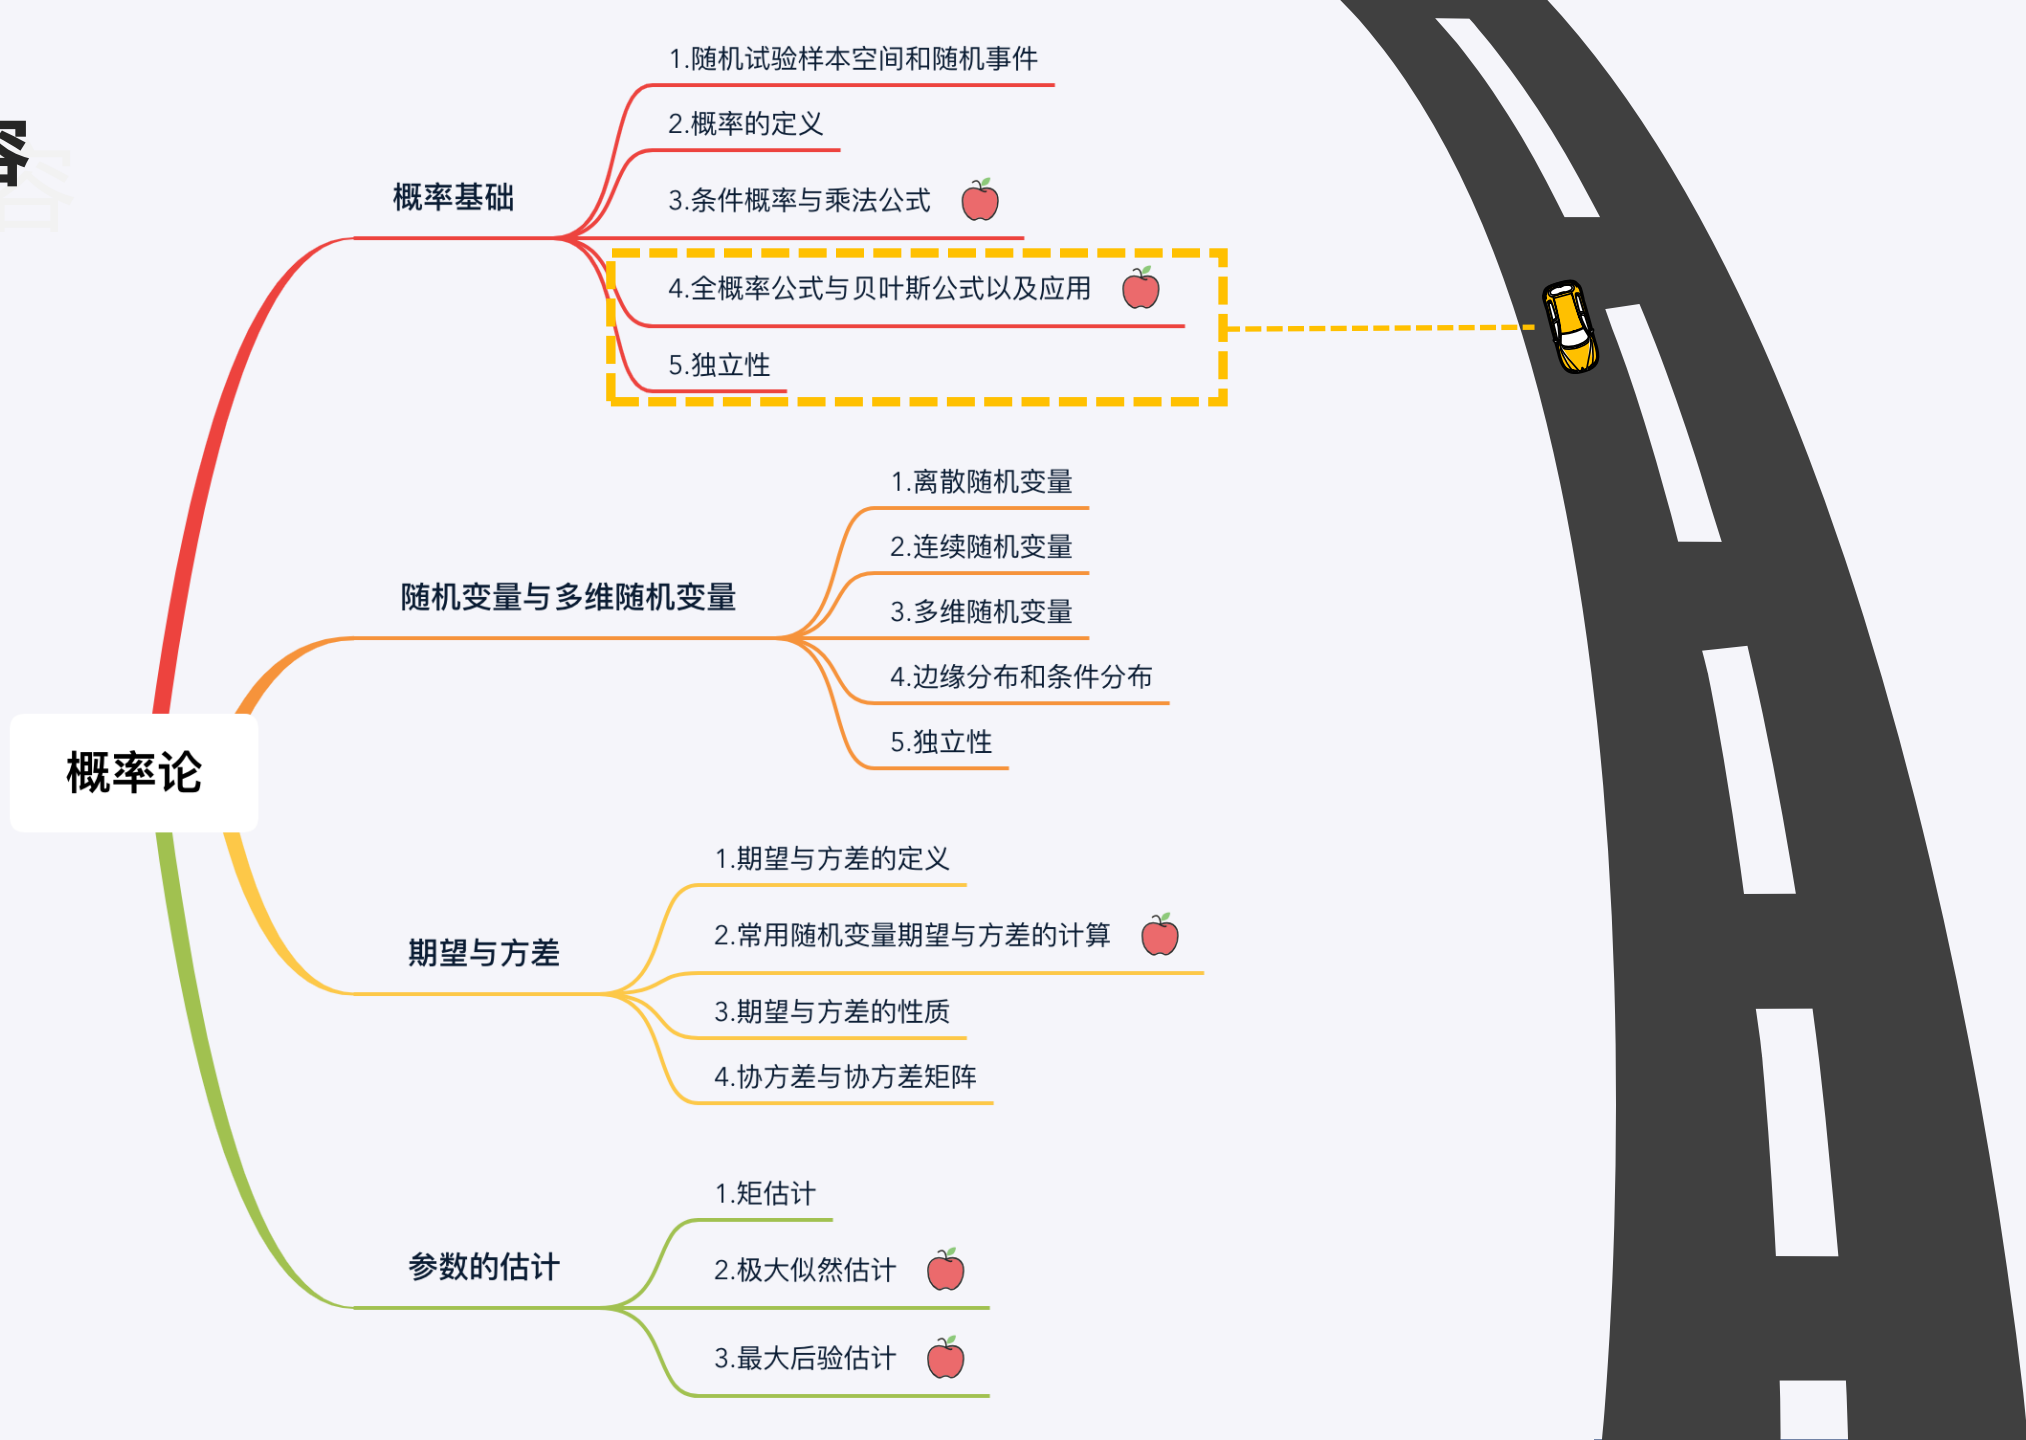 概率论
概率基础
1.随机试验样本空间和随机事件
2.概率的定义
3.条件概率与乘法公式
4.全概率公式与贝叶斯公式以及应用
5.独立性
随机变量与多维随机变量
1.离散随机变量
2.连续随机变量
3.多维随机变量
4.边缘分布和条件分布
5.独立性
期望与方差
1.期望与方差的定义
2.常用随机变量期望与方差的计算
3.期望与方差的性质
4.协方差与协方差矩阵
参数的估计
1.矩估计
2.极大似然估计
3.最大后验估计